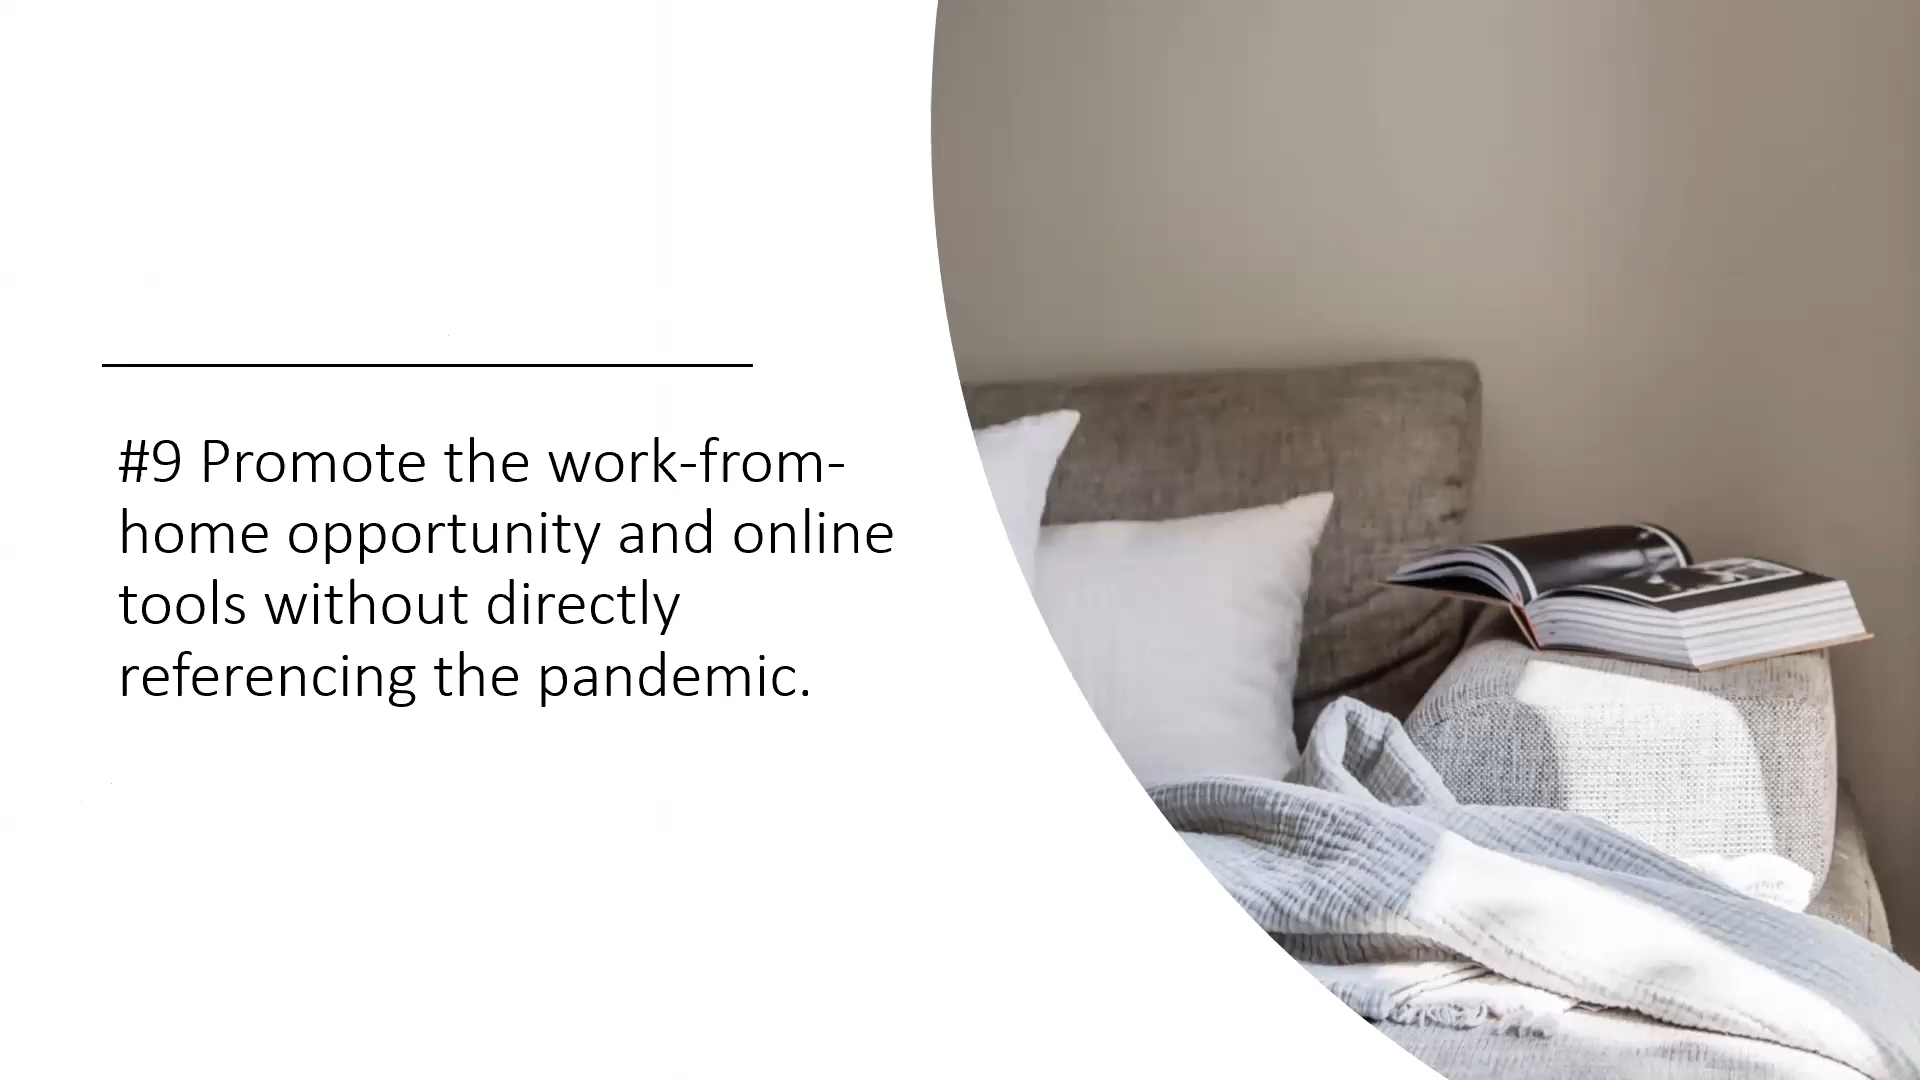 #9 Promote the work-from-
home opportunity and online
tools without directly
referencing the pandemic.